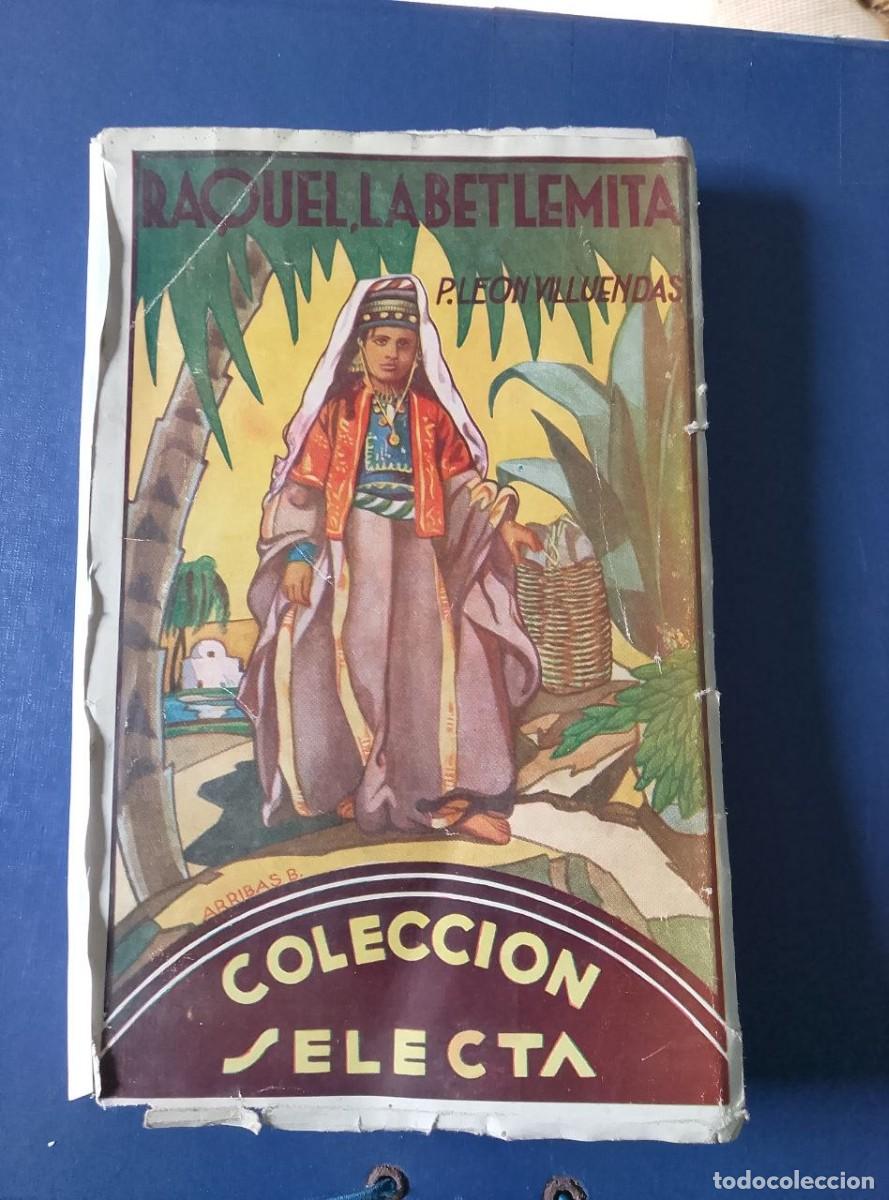 RAQUEL, LA BETLEMITA
P. LEON VILLUENDAS
ARRIBAS B.
COLECCION
SELECTA
todocoleccion